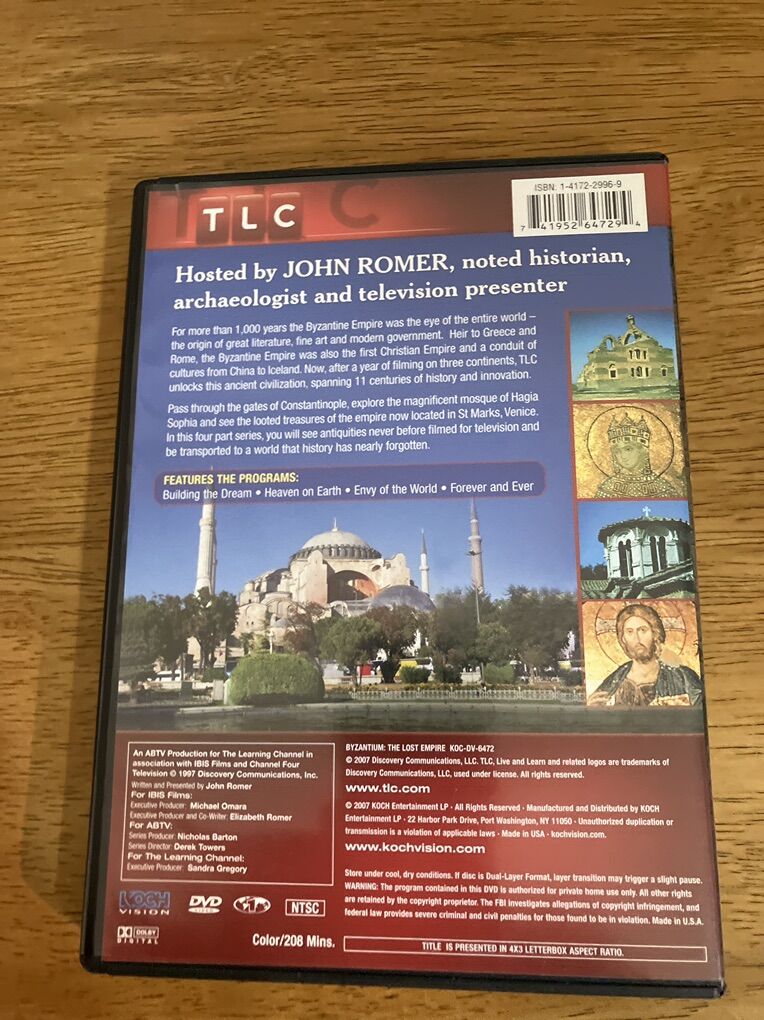 TLC
ISBN: 1-4172-2996-9
7 41952 64729 4
Hosted by JOHN ROMER, noted historian,
archaeologist and television presenter
For more than 1,000 years the Byzantine Empire was the eye of the entire world –
the origin of great literature, fine art and modern government. Heir to Greece and
Rome, the Byzantine Empire was also the first Christian Empire and a conduit of
cultures from China to Iceland. Now, after a year of filming on three continents, TLC
unlocks this ancient civilization, spanning 11 centuries of history and innovation.
Pass through the gates of Constantinople, explore the magnificent mosque of Hagia
Sophia and see the looted treasures of the empire now located in St Marks, Venice.
In this four part series, you will see antiquities never before filmed for television and
be transported to a world that history has nearly forgotten.
FEATURES THE PROGRAMS:
Building the Dream • Heaven on Earth • Envy of the World • Forever and Ever
An ABTV Production for The Learning Channel in
association with IBIS Films and Channel Four
Television © 1997 Discovery Communications, Inc.
Written and Presented by John Romer
For IBIS Films:
Executive Producer: Michael Omara
Executive Producer and Co-Writer: Elizabeth Romer
For ABTV:
Series Producer: Nicholas Barton
Series Director: Derek Towers
For The Learning Channel:
Executive Producer: Sandra Gregory
BYZANTIUM: THE LOST EMPIRE KOC-DV-6472
© 2007 Discovery Communications, LLC. TLC, Live and Learn and related logos are trademarks of
Discovery Communications, LLC, used under license. All rights reserved.
www.tlc.com
© 2007 KOCH Entertainment LP · All Rights Reserved · Manufactured and Distributed by KOCH
Entertainment LP · 22 Harbor Park Drive, Port Washington, NY 11050 · Unauthorized duplication or
transmission is a violation of applicable laws · Made in USA · kochvision.com.
www.kochvision.com
Store under cool, dry conditions. If disc is Dual-Layer Format, layer transition may trigger a slight pause.
WARNING: The program contained in this DVD is authorized for private home use only. All other rights
are retained by the copyright proprietor. The FBI investigates allegations of copyright infringement, and
federal law provides severe criminal and civil penalties for those found to be in violation. Made in U.S.A.
KOCH
VISION
DVD
VIDEO
NTSC
DOLBY
DIGITAL
Color/208 Mins.
TITLE IS PRESENTED IN 4X3 LETTERBOX ASPECT RATIO.